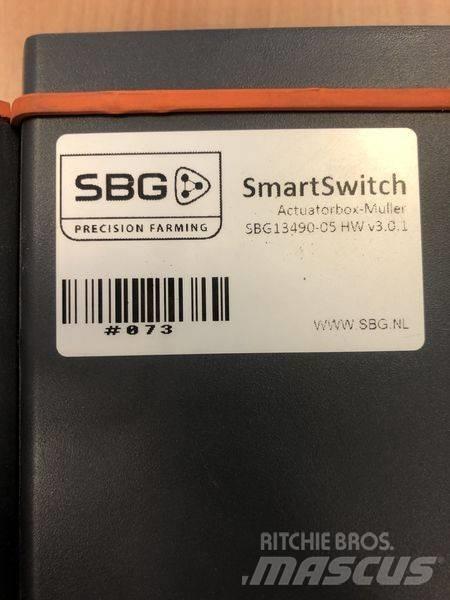 SBG
PRECISION FARMING
SmartSwitch
Actuatorbox-Muller
SBG13490-05 HW v3.0.1
#073
WWW.SBG.NL
RITCHIE BROS.
MASCUS